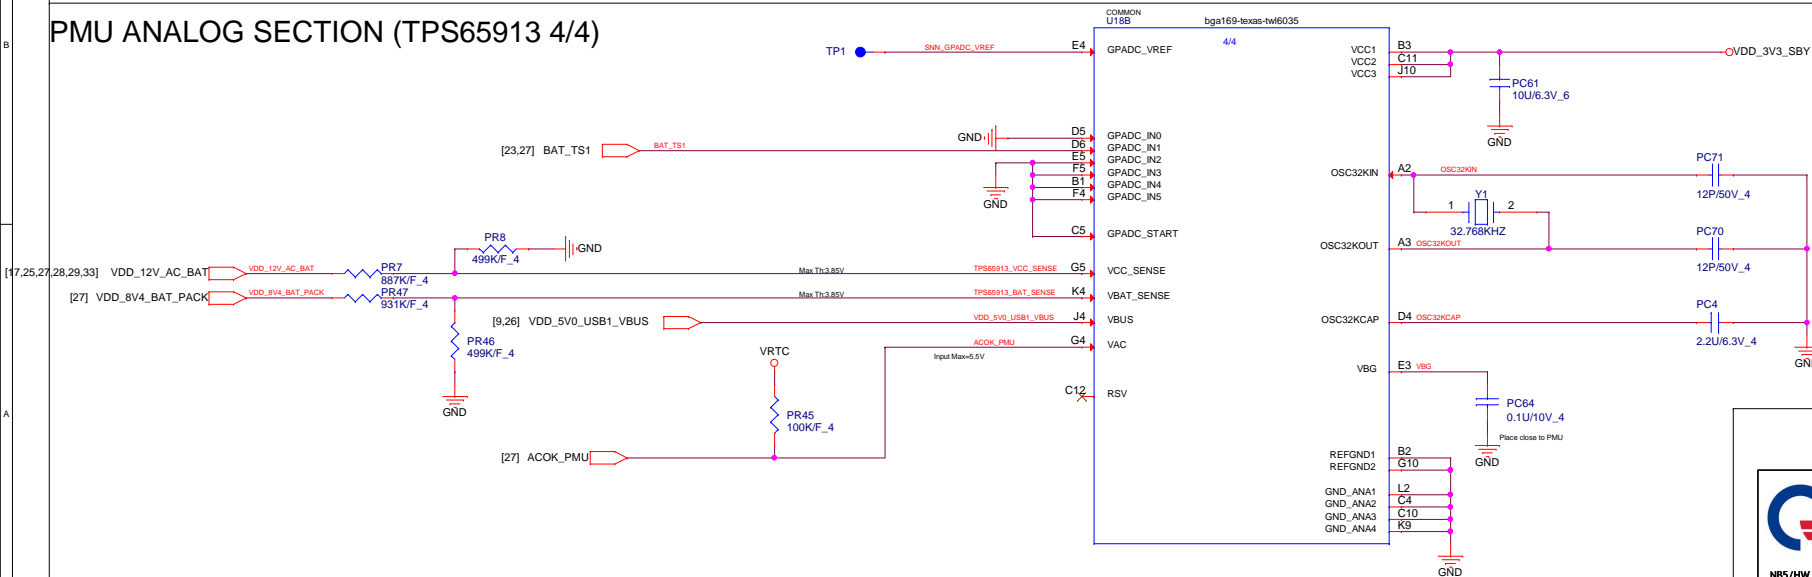 PMU ANALOG SECTION (TPS65913 4/4)
B
A
COMMON
U18B
bga169-texas-twl6035
4/4
TP1
SNN_GPADC_VREF
E4
GPADC_VREF
GND
D5
GPADC_IN0
[23,27] BAT_TS1
BAT_TS1
D6
GPADC_IN1
E5
GPADC_IN2
F5
GPADC_IN3
B1
GPADC_IN4
F4
GPADC_IN5
GND
C5
GPADC_START
PR8
499K/F_4
GND
[17,25,27,28,29,33] VDD_12V_AC_BAT
VDD_12V_AC_BAT
PR7
887K/F_4
Max Th:3.85V
TPS65913_VCC_SENSE
G5
VCC_SENSE
[27] VDD_8V4_BAT_PACK
VDD_8V4_BAT_PACK
PR47
931K/F_4
Max Th:3.85V
TPS65913_BAT_SENSE
K4
VBAT_SENSE
[9,26] VDD_5V0_USB1_VBUS
VDD_5V0_USB1_VBUS
J4
VBUS
PR46
499K/F_4
GND
ACOK_PMU
Input Max=5.5V
G4
VAC
VRTC
PR45
100K/F_4
C12
RSV
[27] ACOK_PMU
VCC1
B3
VCC2
C11
VCC3
J10
VDD_3V3_SBY
PC61
10U/6.3V_6
GND
OSC32KIN
A2
OSC32KIN
PC71
12P/50V_4
Y1
1
2
32.768KHZ
OSC32KOUT
A3
OSC32KOUT
PC70
12P/50V_4
OSC32KCAP
D4
OSC32KCAP
PC4
2.2U/6.3V_4
VBG
E3
VBG
PC64
0.1U/10V_4
Place close to PMU
GND
REFGND1
B2
REFGND2
G10
GND_ANA1
L2
GND_ANA2
C4
GND_ANA3
C10
GND_ANA4
K9
GND
NB5/HW